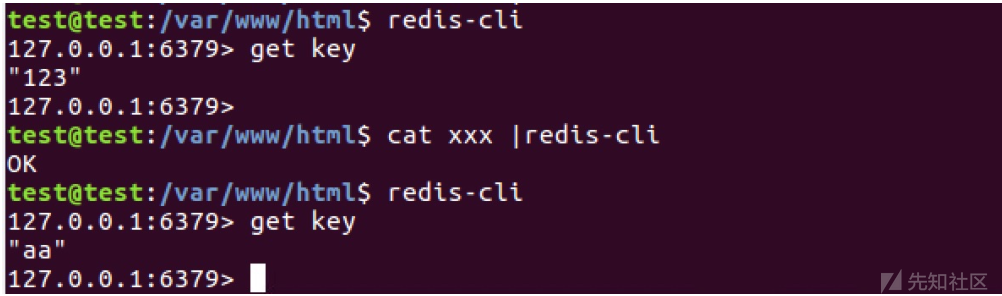 test@test:/var/www/html$ redis-cli
127.0.0.1:6379> get key
"123"
127.0.0.1:6379>
test@test:/var/www/html$ cat xxx |redis-cli
OK
test@test:/var/www/html$ redis-cli
127.0.0.1:6379> get key
"aa"
127.0.0.1:6379>
先知社区